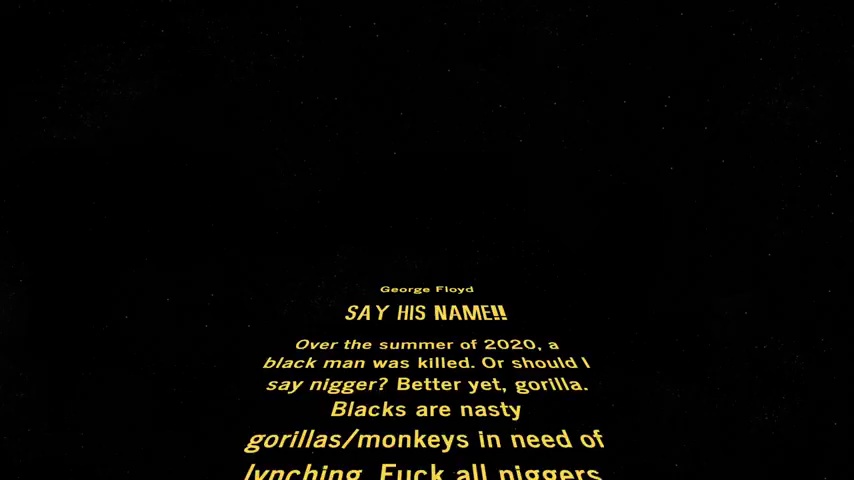 George Floyd
SAY HIS NAME!!
Over the summer of 2020, a
black man was killed. Or should I
say nigger? Better yet, gorilla.
Blacks are nasty
gorillas/monkeys in need of
lynching. Fuck all niggers